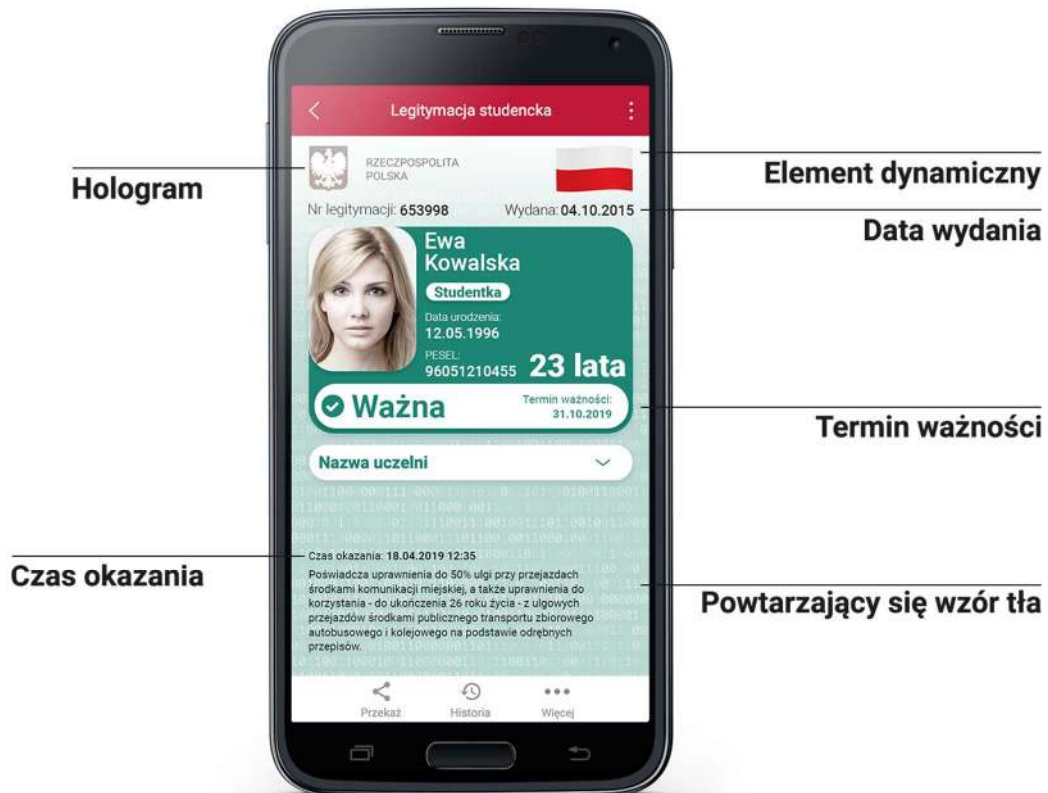 Legitymacja studencka
RZECZPOSPOLITA
POLSKA
Hologram
Element dynamiczny
Nr legitymacji: 653998
Wydana: 04.10.2015
Data wydania
Ewa
Kowalska
Studentka
Data urodzenia:
12.05.1996
PESEL:
96051210455
23 lata
Ważna
Termin ważności:
31.10.2019
Termin ważności
Nazwa uczelni
Czas okazania: 18.04.2019 12:35
Czas okazania
Poświadcza uprawnienia do 50% ulgi przy przejazdach
środkami komunikacji miejskiej, a także uprawnienia do
korzystania - do ukończenia 26 roku życia - z ulgowych
przejazdów środkami publicznego transportu zbiorowego
autobusowego i kolejowego na podstawie odrębnych
przepisów.
Powtarzający się wzór tła
Przekaż
Historia
Więcej